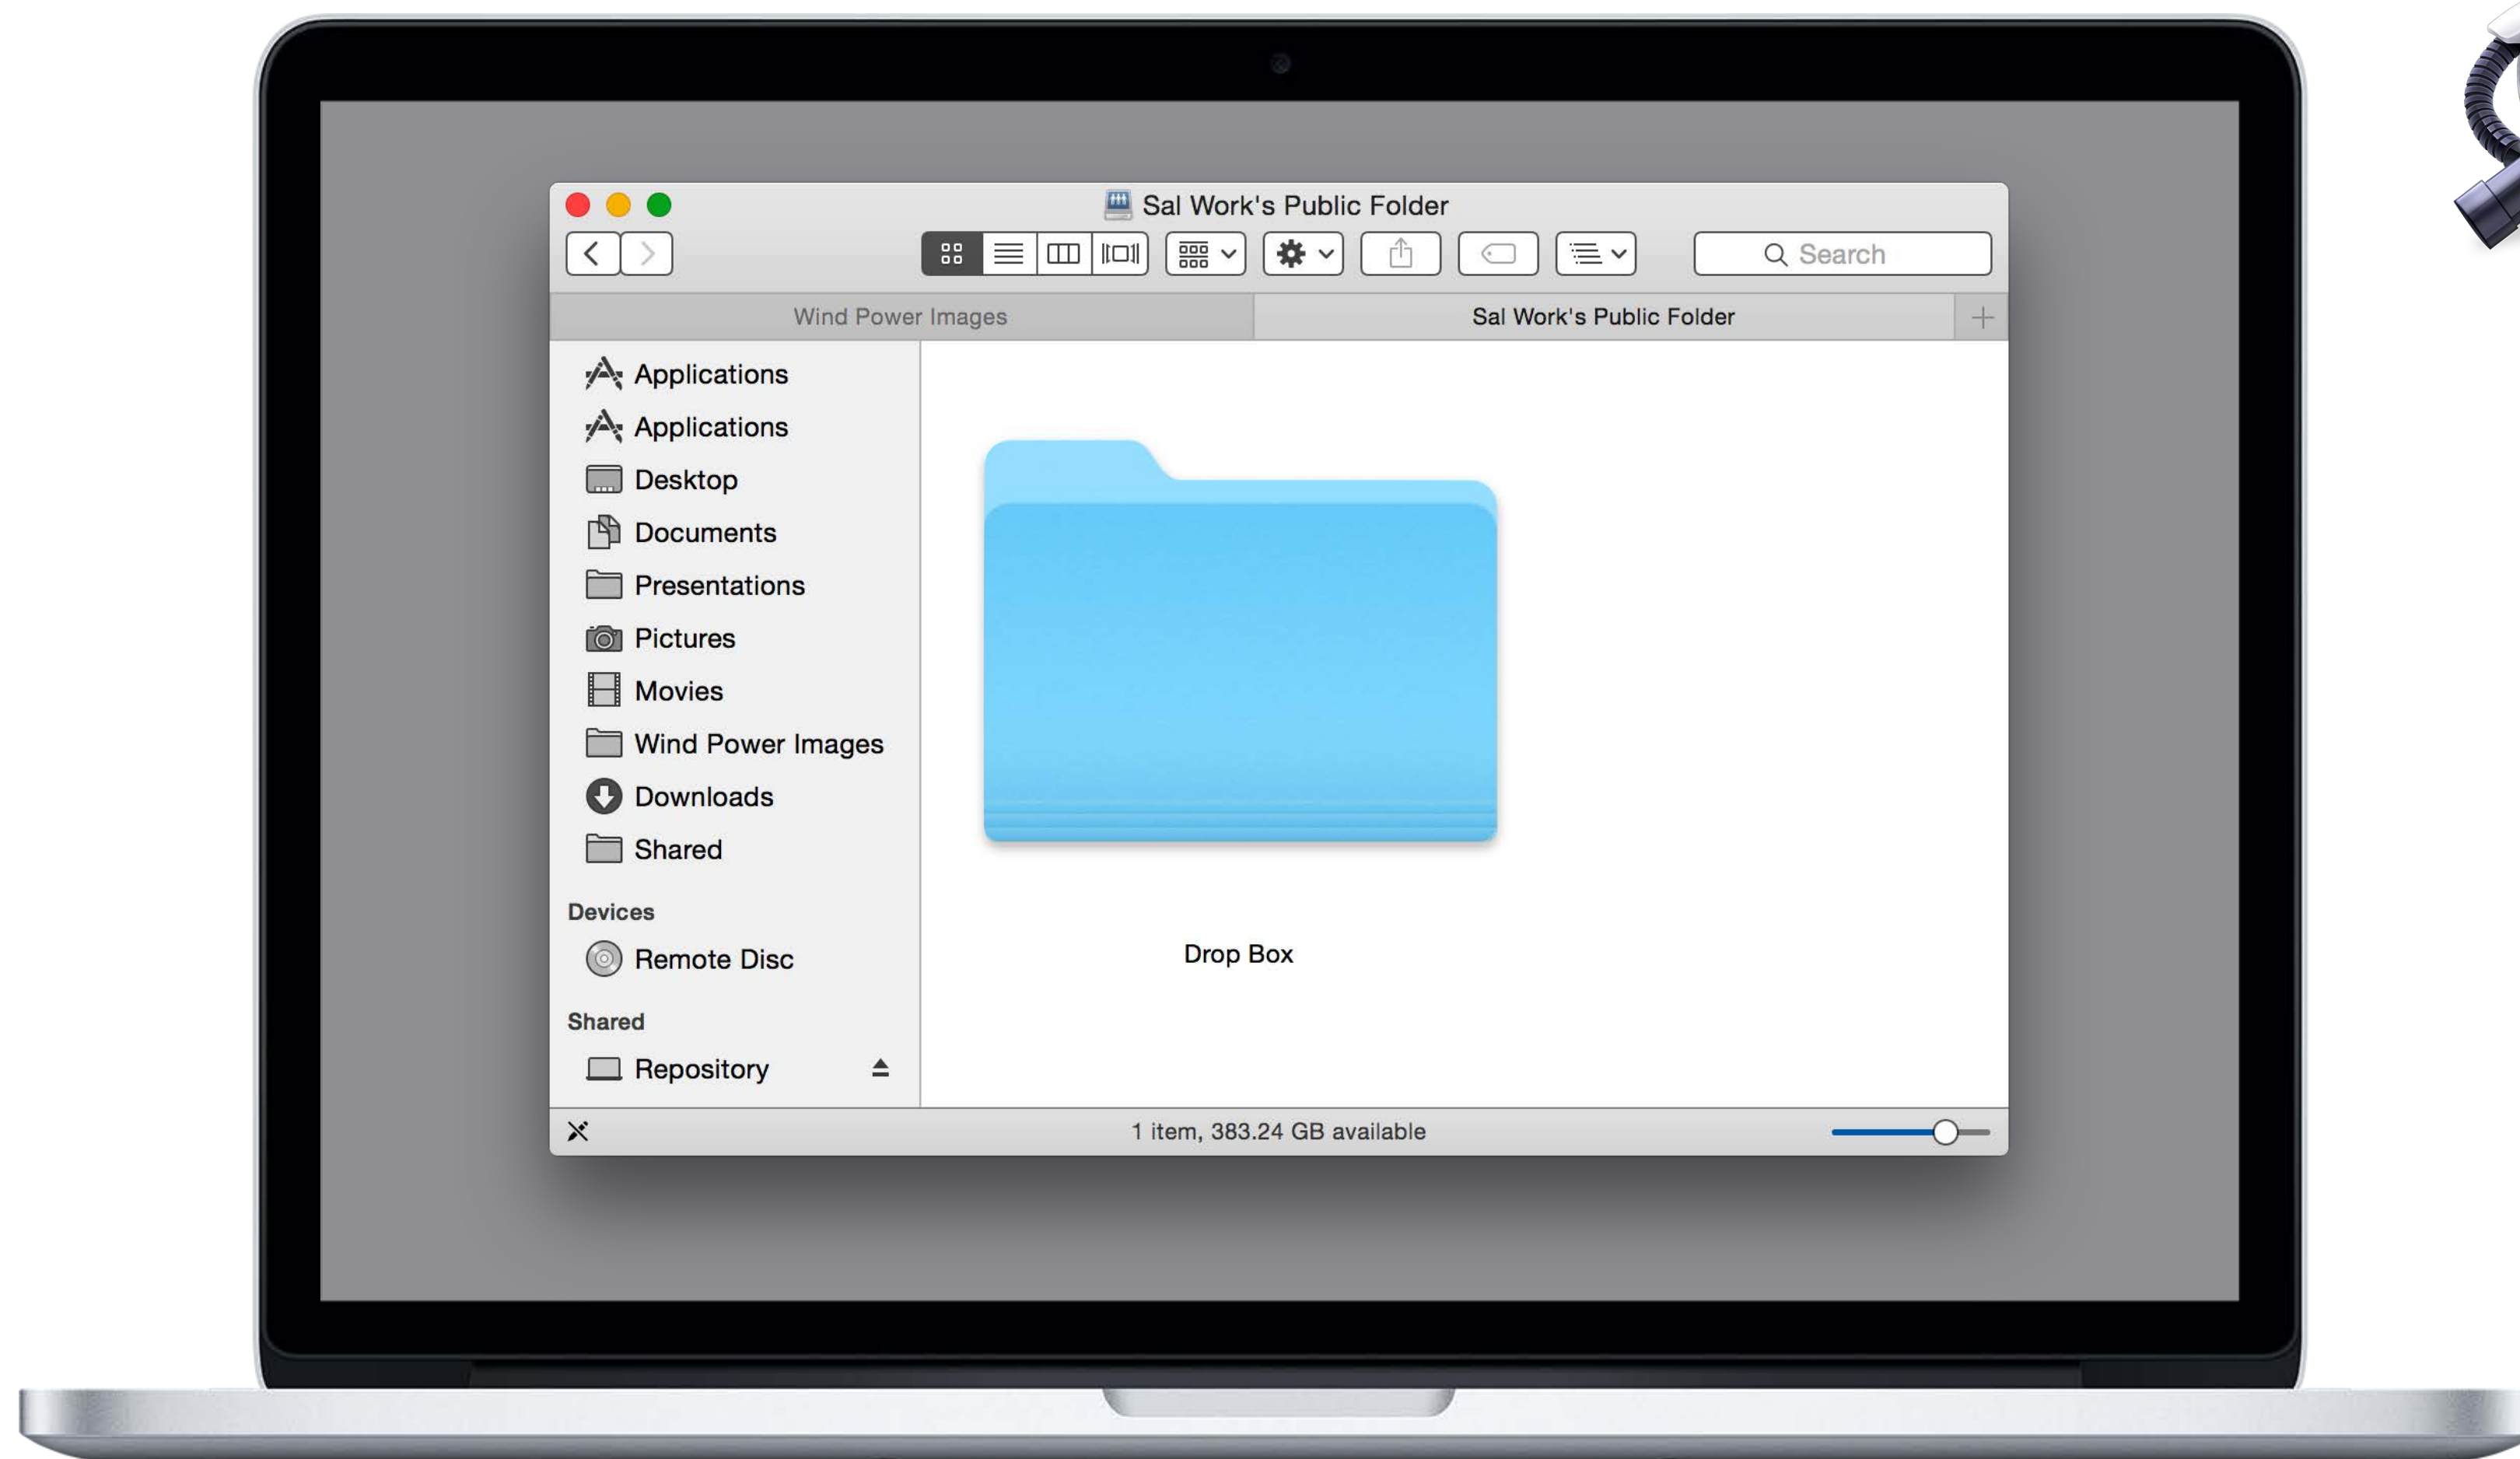 Sal Work's Public Folder
Search
Wind Power Images
Sal Work's Public Folder
Applications
Applications
Desktop
Documents
Presentations
Pictures
Movies
Wind Power Images
Downloads
Shared
Devices
Remote Disc
Shared
Repository
Drop Box
1 item, 383.24 GB available